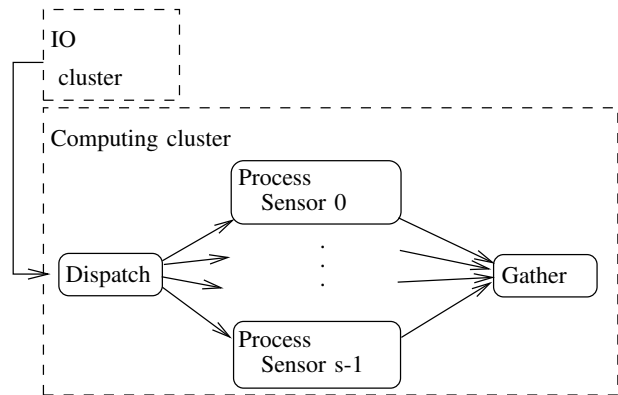 IO
cluster
Computing cluster
Process
Sensor 0
Dispatch
Gather
Process
Sensor s-1